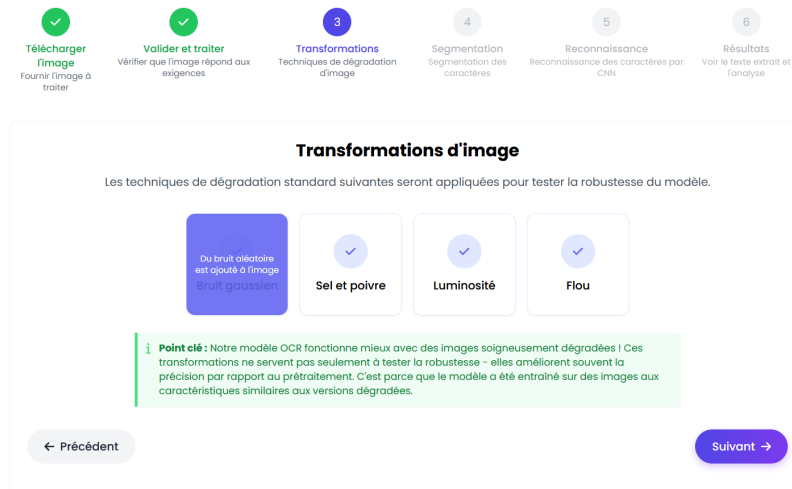 3
4
5
6
Télécharger
l'image
Fournir l'image à
traiter
Valider et traiter
Vérifier que l'image répond aux
exigences
Transformations
Techniques de dégradation
d'image
Segmentation
Segmentation des
caractères
Reconnaissance
Reconnaissance des caractères par
CNN
Résultats
Voir le texte extrait et
l'analyse
Transformations d'image
Les techniques de dégradation standard suivantes seront appliquées pour tester la robustesse du modèle.
Du bruit aléatoire
est ajouté à l'image
Bruit gaussien
Sel et poivre
Luminosité
Flou
Point clé : Notre modèle OCR fonctionne mieux avec des images soigneusement dégradées ! Ces
transformations ne servent pas seulement à tester la robustesse - elles améliorent souvent la
précision par rapport au prétraitement. C'est parce que le modèle a été entraîné sur des images aux
caractéristiques similaires aux versions dégradées.
← Précédent
Suivant →